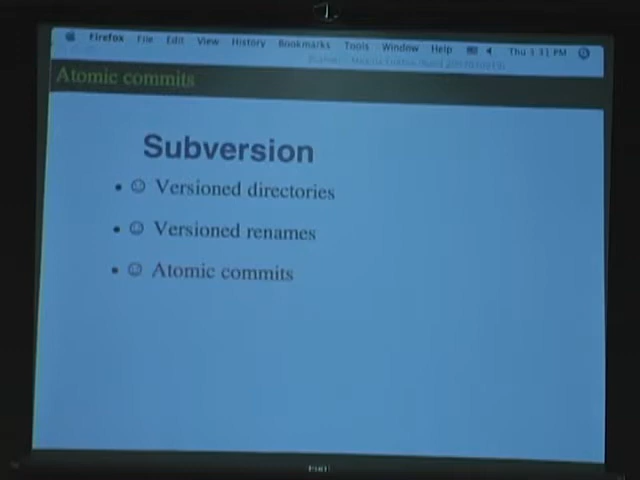 Firefox File Edit View History Bookmarks Tools Window Help Thu 1:31 PM
Atomic commits
Subversion
• ☺ Versioned directories
• ☺ Versioned renames
• ☺ Atomic commits